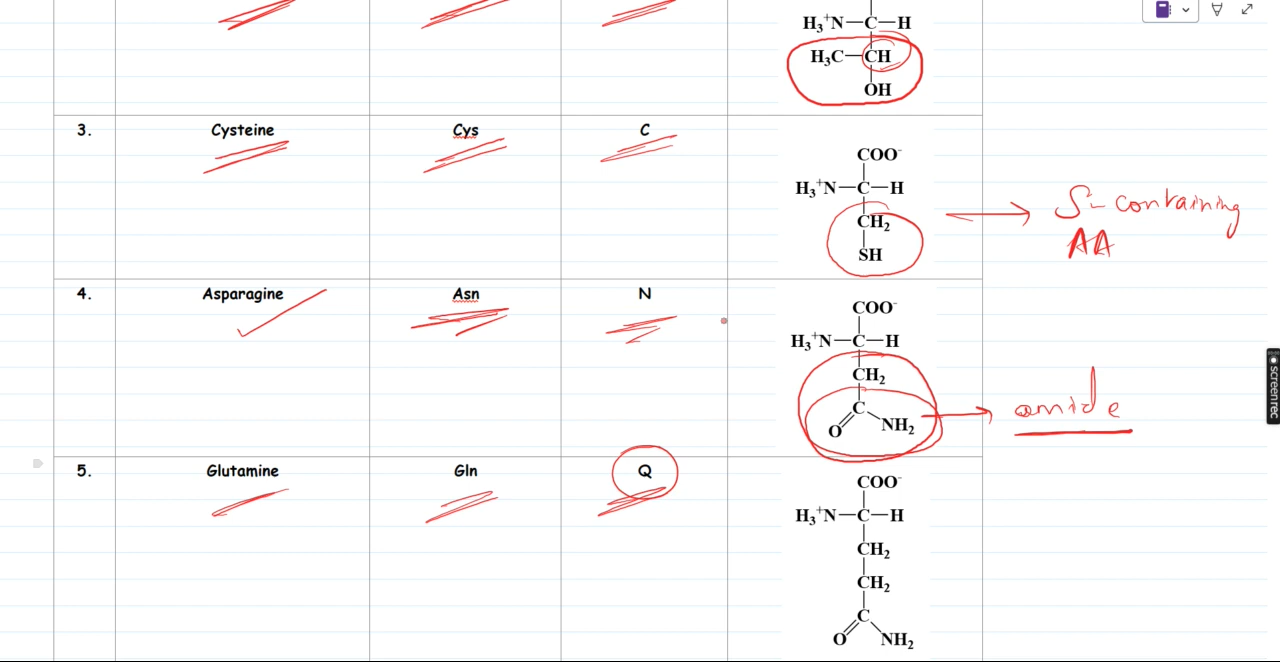 H₃⁺N—C—H
H₃C—CH
OH
3. Cysteine Cys C
COO⁻
H₃⁺N—C—H
CH₂
SH
S-containing
AA
4. Asparagine Asn N
COO⁻
H₃⁺N—C—H
CH₂
C
O NH₂
amide
5. Glutamine Gln Q
COO⁻
H₃⁺N—C—H
CH₂
CH₂
C
O NH₂
screenrec